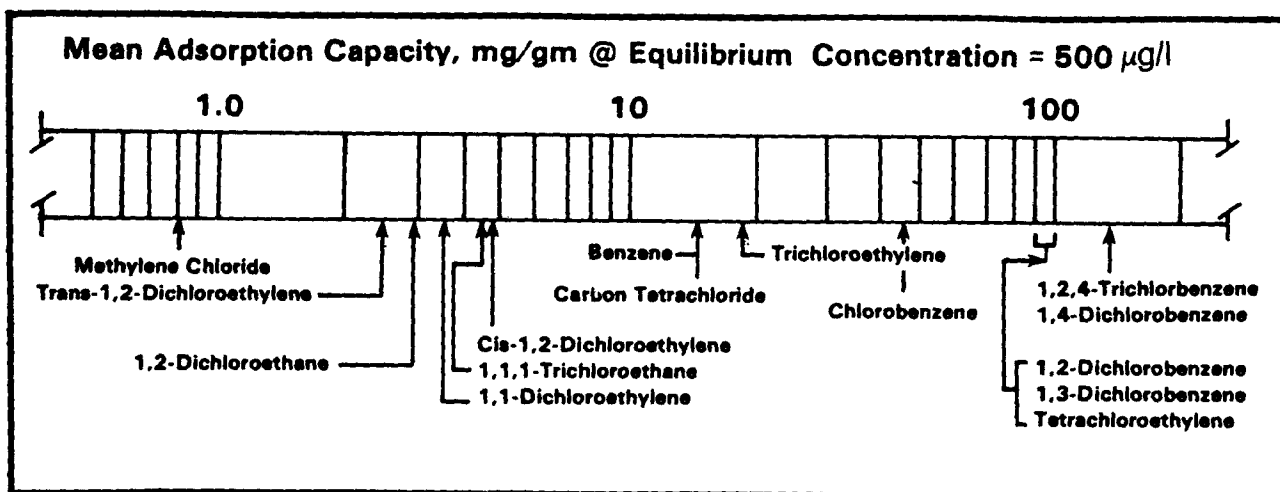 Mean Adsorption Capacity, mg/gm @ Equilibrium Concentration = 500 µg/l
1.0 10 100
Methylene Chloride
Trans-1,2-Dichloroethylene
1,2-Dichloroethane
Cis-1,2-Dichloroethylene
1,1,1-Trichloroethane
1,1-Dichloroethylene
Benzene
Carbon Tetrachloride
Trichloroethylene
Chlorobenzene
1,2,4-Trichlorbenzene
1,4-Dichlorobenzene
1,2-Dichlorobenzene
1,3-Dichlorobenzene
Tetrachloroethylene